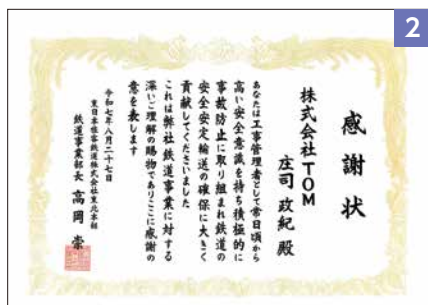 2
感謝状
株式会社TOM
庄司 政紀 殿
あなたは工事管理者として常日頃から
高い安全意識を持ち積極的に
事故防止に取り組まれ鉄道の
安全安定輸送の確保に大きく
貢献してくださいました
これは弊社鉄道事業に対する
深いご理解の賜物でありここに感謝の
意を表します
令和七年八月二十七日
東日本旅客鉄道株式会社東北本部
鉄道事業部長 高岡 崇